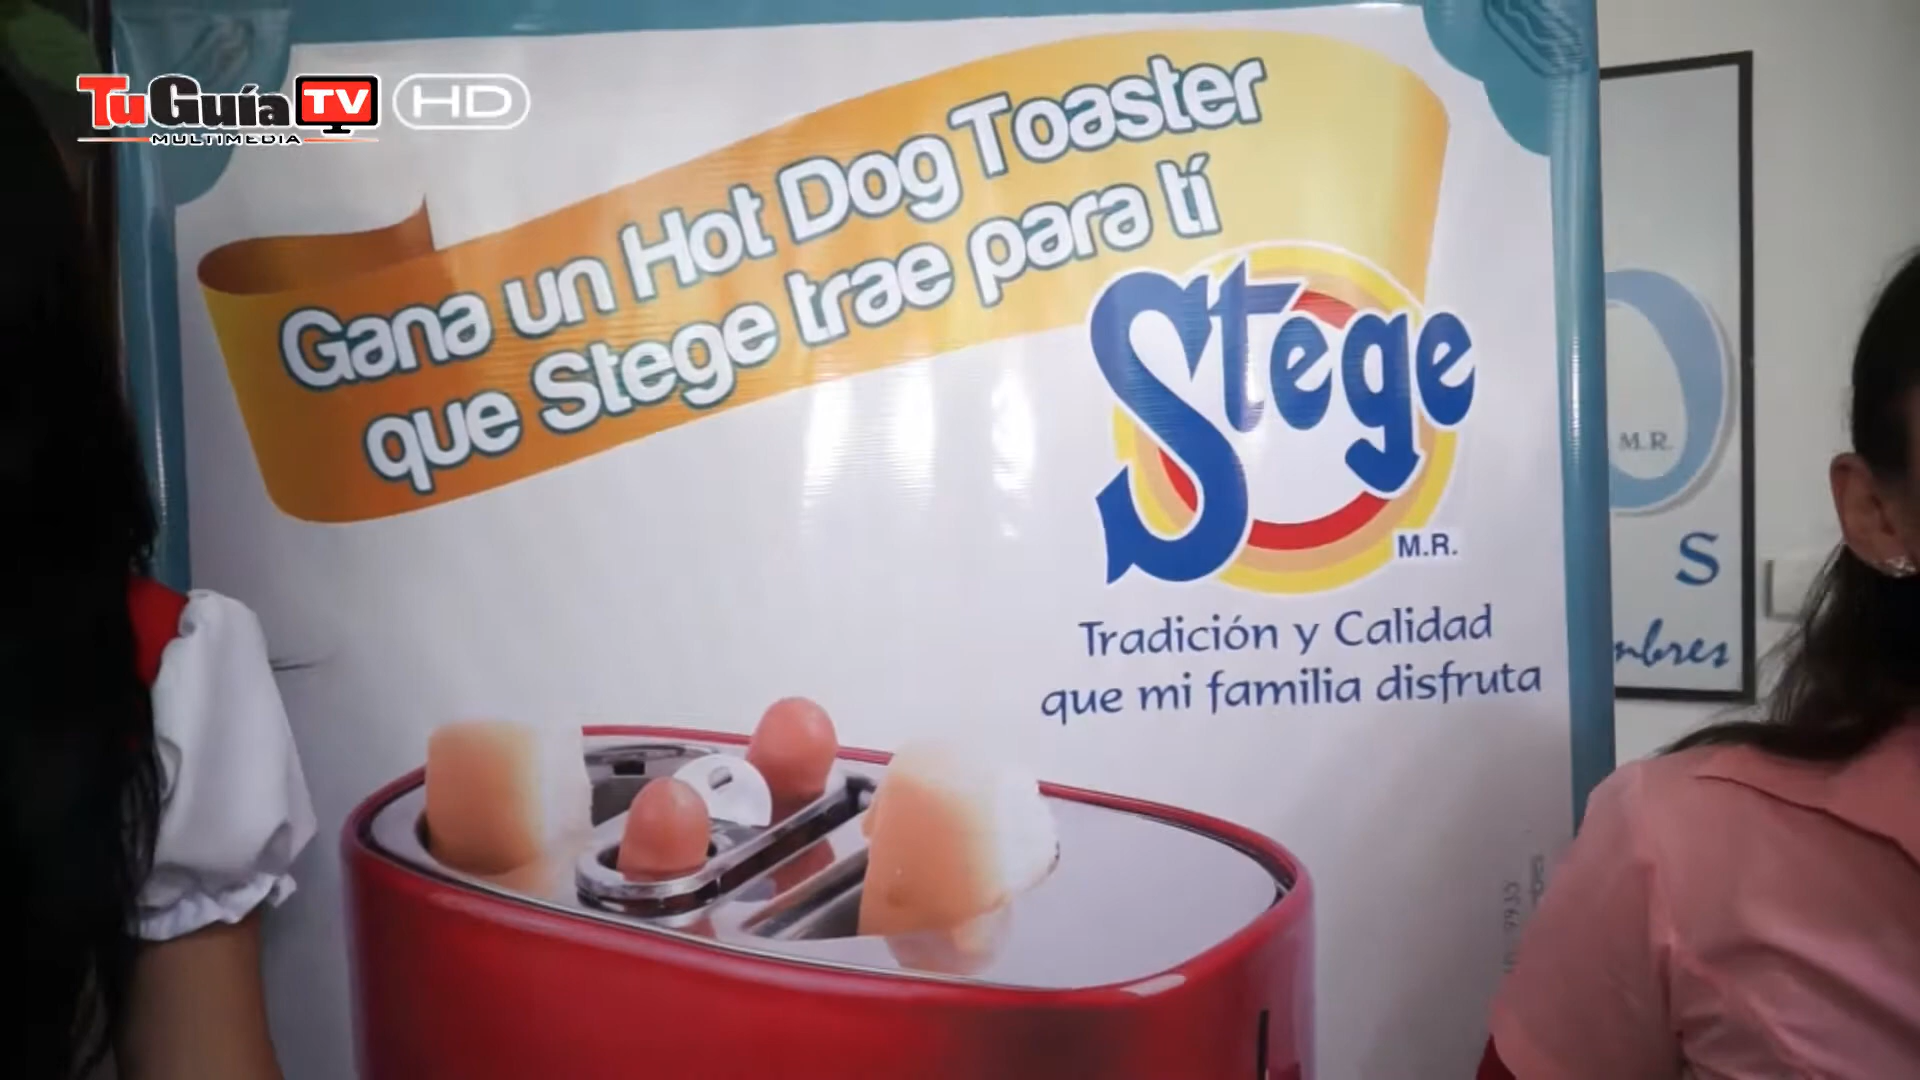 TuGuía TV HD
MULTIMEDIA
Gana un Hot Dog Toaster
que Stege trae para tí
Stege
M.R.
Tradición y Calidad
que mi familia disfruta
M.R.
S